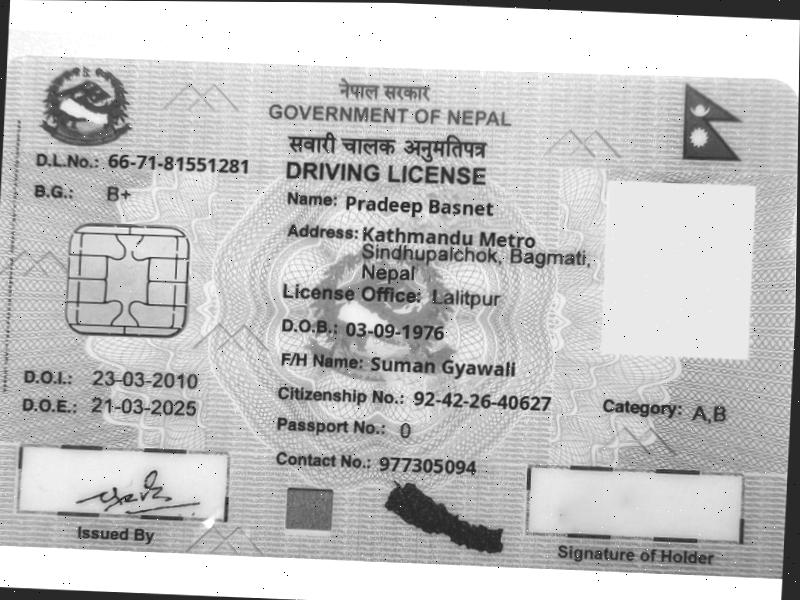 नेपाल सरकार
GOVERNMENT OF NEPAL
सवारी चालक अनुमतिपत्र
DRIVING LICENSE
D.L.No.: 66-71-81551281
B.G.: B+
Name: Pradeep Basnet
Address: Kathmandu Metro
Sindhupalchok, Bagmati,
Nepal
License Office: Lalitpur
D.O.B.: 03-09-1976
F/H Name: Suman Gyawali
D.O.I.: 23-03-2010
D.O.E.: 21-03-2025
Citizenship No.: 92-42-26-40627
Category: A,B
Passport No.: 0
Contact No.: 977305094
Issued By
Signature of Holder